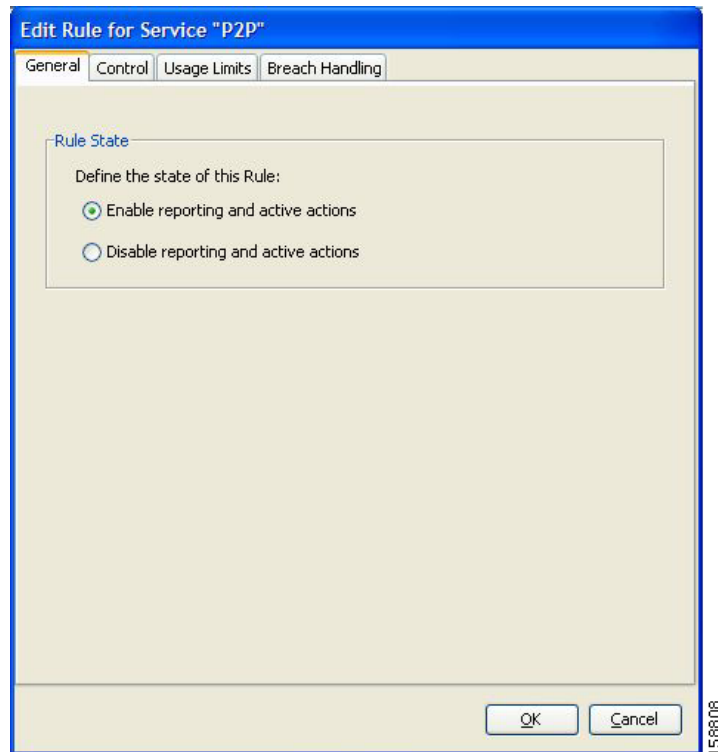 Edit Rule for Service "P2P"
General Control Usage Limits Breach Handling
Rule State
Define the state of this Rule:
Enable reporting and active actions
Disable reporting and active actions
OK Cancel
158808